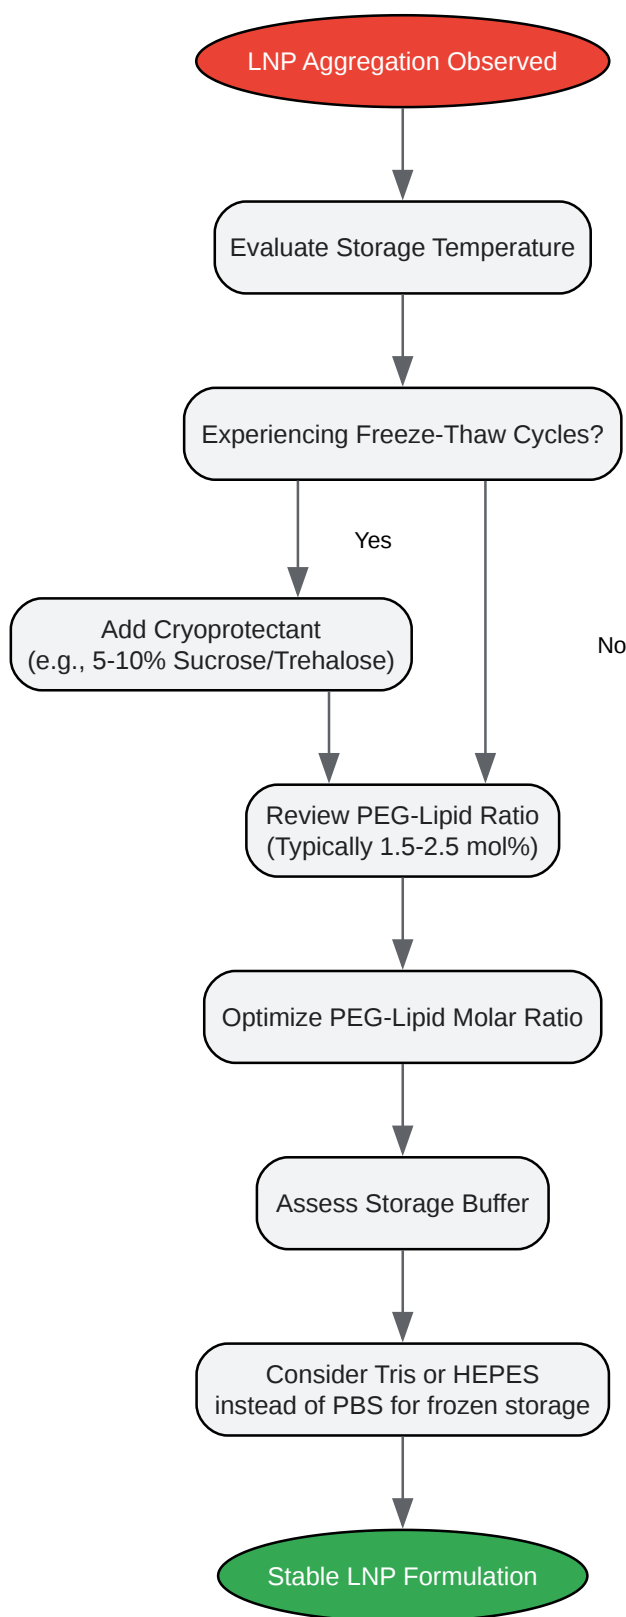 LNP Aggregation Observed
Evaluate Storage Temperature
Experiencing Freeze-Thaw Cycles?
Yes
Add Cryoprotectant
(e.g., 5-10% Sucrose/Trehalose)
No
Review PEG-Lipid Ratio
(Typically 1.5-2.5 mol%)
Optimize PEG-Lipid Molar Ratio
Assess Storage Buffer
Consider Tris or HEPES
instead of PBS for frozen storage
Stable LNP Formulation